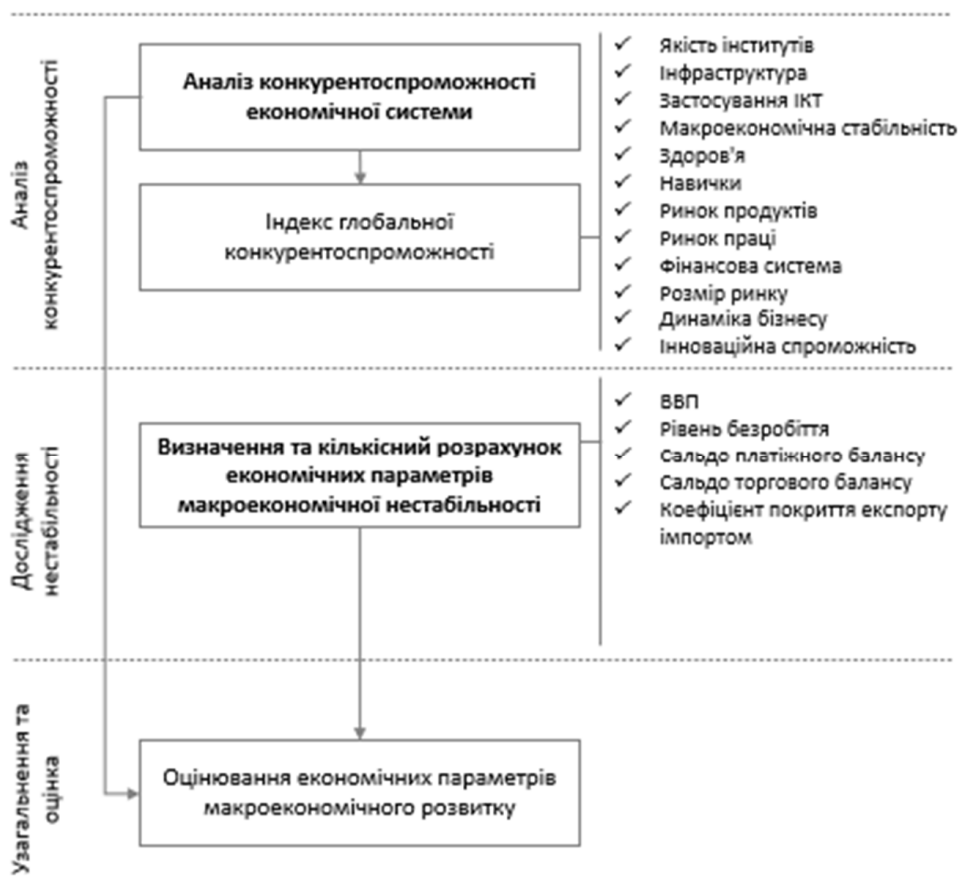 Аналіз
конкурентоспроможності
Аналіз конкурентоспроможності
економічної системи
Індекс глобальної
конкурентоспроможності
Якість інститутів
Інфраструктура
Застосування ІКТ
Макроекономічна стабільність
Здоров'я
Навички
Ринок продуктів
Ринок праці
Фінансова система
Розмір ринку
Динаміка бізнесу
Інноваційна спроможність
Дослідження
нестабільності
Визначення та кількісний розрахунок
економічних параметрів
макроекономічної нестабільності
ВВП
Рівень безробіття
Сальдо платіжного балансу
Сальдо торгового балансу
Коефіцієнт покриття експорту
імпортом
Узагальнення та
оцінка
Оцінювання економічних параметрів
макроекономічного розвитку